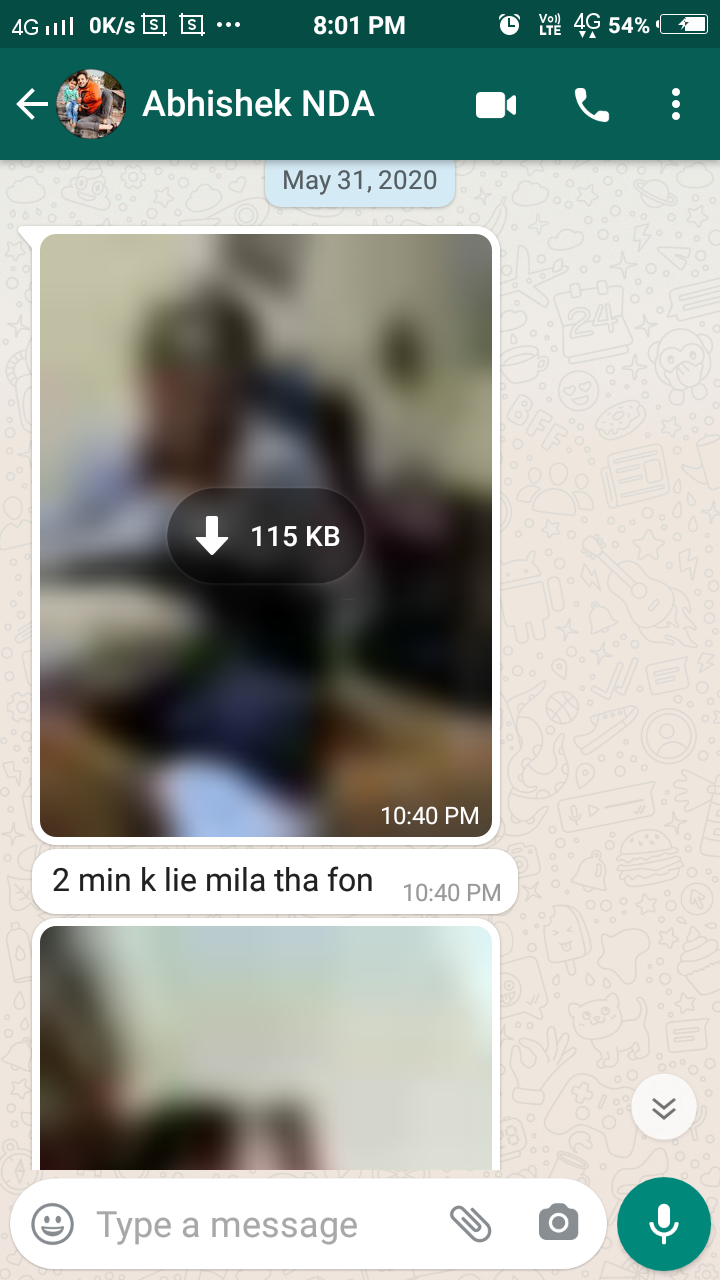 4G 0K/s S S ... 8:01 PM Vo)) LTE 4G 54%
Abhishek NDA
May 31, 2020
115 KB
10:40 PM
2 min k lie mila tha fon 10:40 PM
Type a message